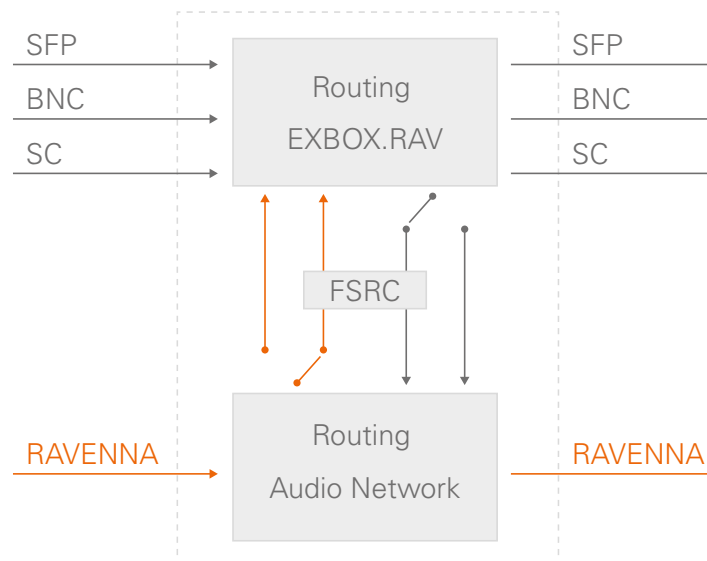 SFP
BNC
SC
Routing
EXBOX.RAV
SFP
BNC
SC
FSRC
RAVENNA
Routing
Audio Network
RAVENNA